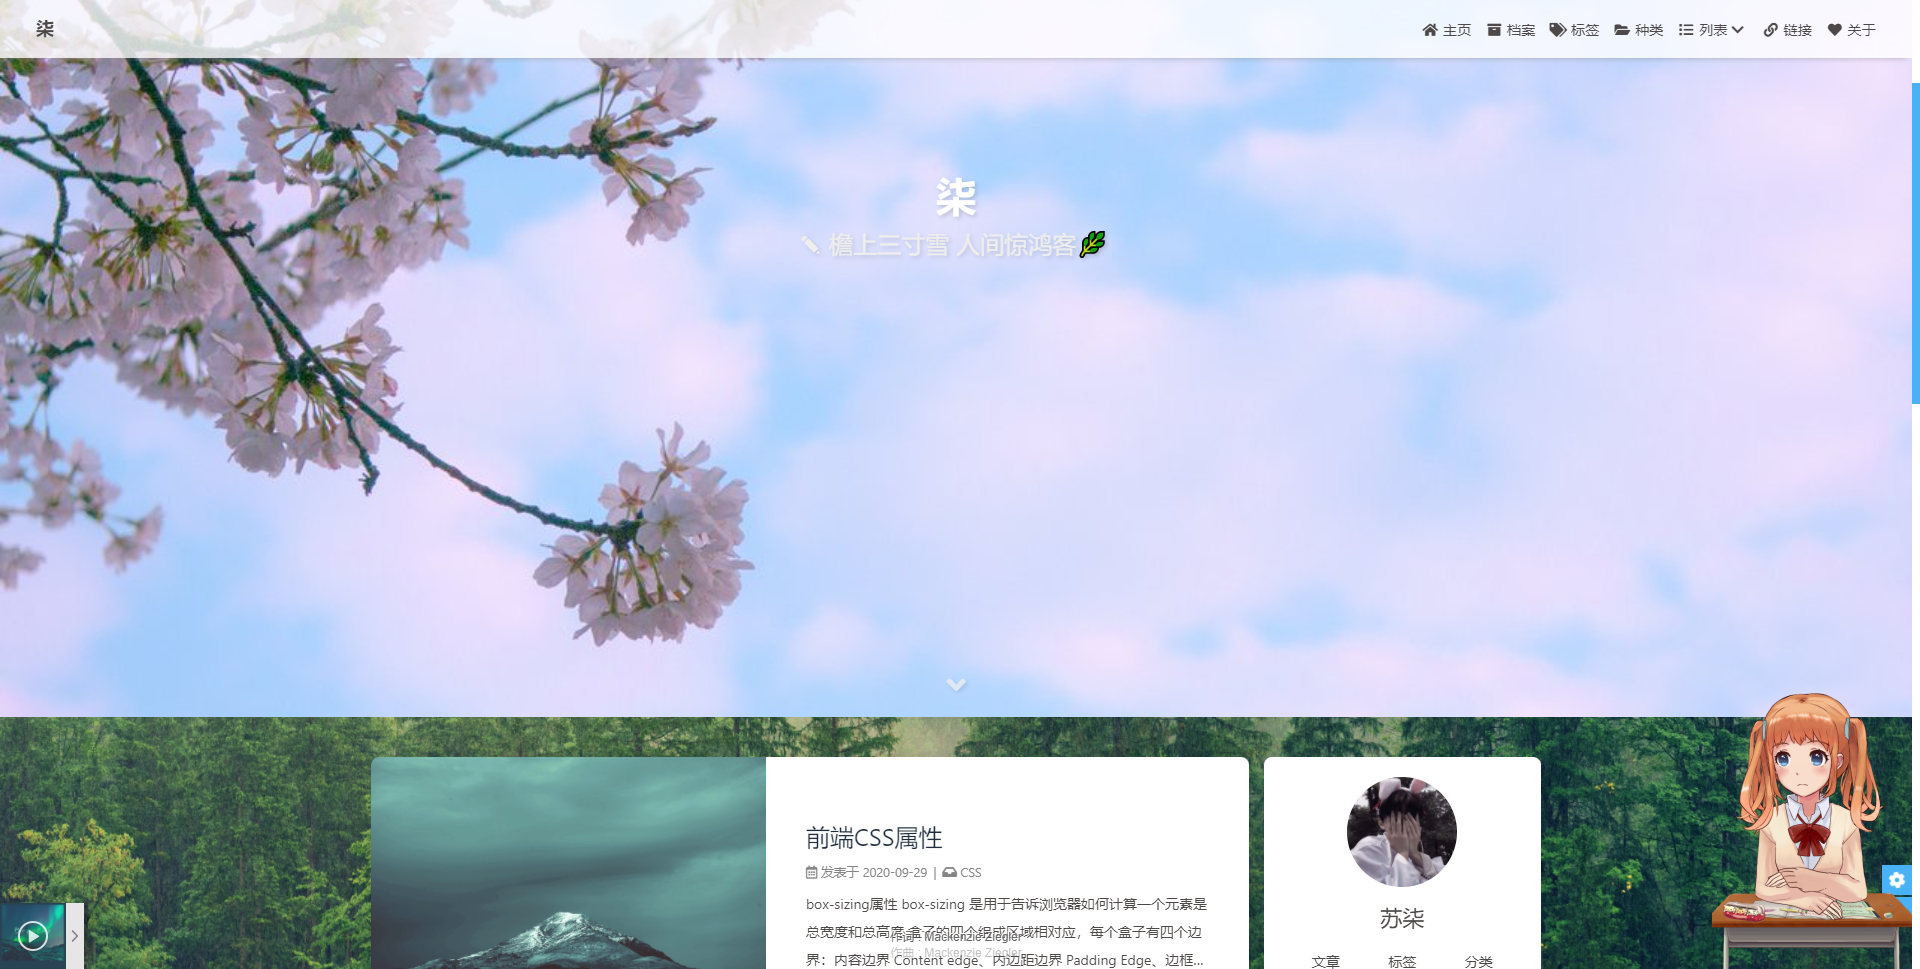 柒
主页 档案 标签 种类 列表 链接 关于
柒
檐上三寸雪 人间惊鸿客
前端CSS属性
发表于 2020-09-29 | CSS
box-sizing属性 box-sizing 是用于告诉浏览器如何计算一个元素是
总宽度和总高度 盒子的四个组成区域相对应，每个盒子有四个边
作词 : Mackenzie Ziegler
作曲 : Mackenzie Ziegler
界：内容边界 Content edge、内边距边界 Padding Edge、边框...
苏柒
文章 标签 分类